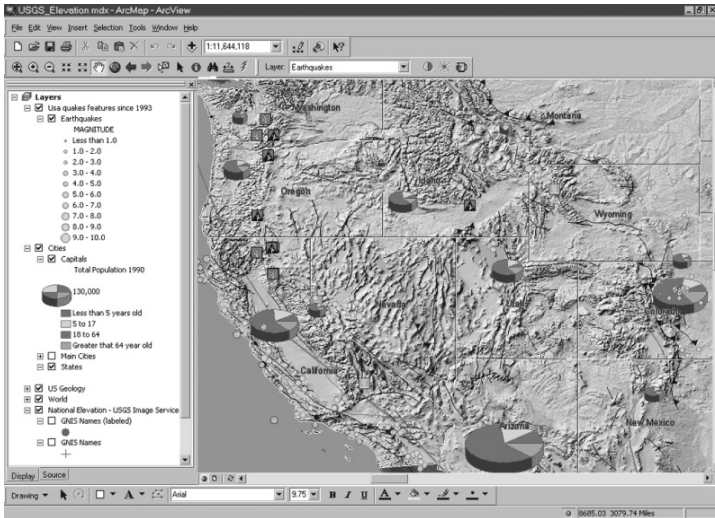 USGS_Elevation.mdx - ArcMap - ArcView
File Edit View Insert Selection Tools Window Help
1:11,644,118
Layer: Earthquakes
Layers
Usa quakes features since 1993
Earthquakes
MAGNITUDE
Less than 1.0
1.0 - 2.0
2.0 - 3.0
3.0 - 4.0
4.0 - 5.0
5.0 - 6.0
6.0 - 7.0
7.0 - 8.0
8.0 - 9.0
9.0 - 10.0
Cities
Capitals
Total Population 1990
130,000
Less than 5 years old
5 to 17
18 to 64
Greater that 64 year old
Main Cities
States
US Geology
World
National Elevation - USGS Image Service
GNIS Names (labeled)
GNIS Names
Display Source
Washington
Montana
Oregon
Idaho
Wyoming
Nevada
Utah
Colorado
California
Arizona
New Mexico
Drawing A Arial 9.75 B I U A
8685.03 3079.74 Miles